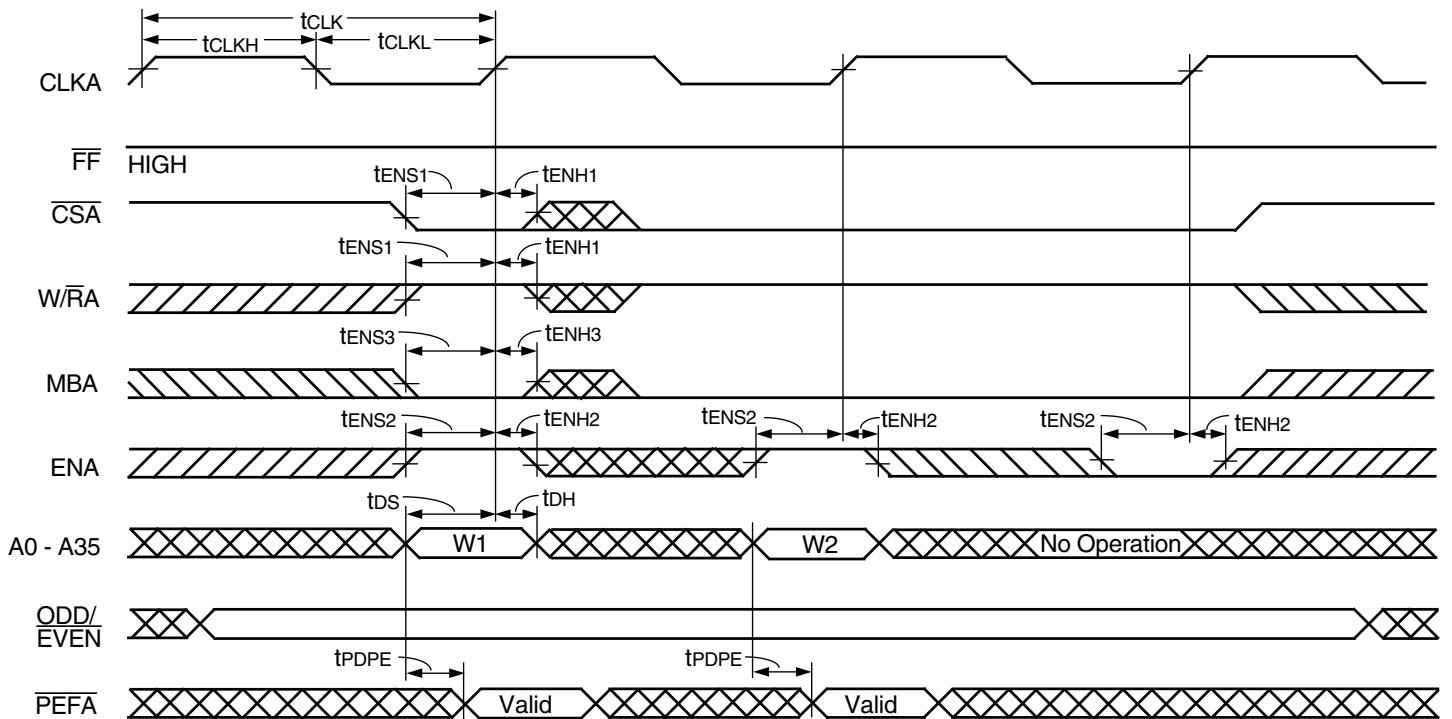 tCLK
tCLKH
tCLKL
CLKA
FF
HIGH
tENS1
tENH1
CSA
tENS1
tENH1
W/RA
tENS3
tENH3
MBA
tENS2
tENH2
tENS2
tENH2
tENS2
tENH2
ENA
tDS
tDH
A0 - A35
W1
W2
No Operation
ODD/
EVEN
tPDPE
tPDPE
PEFA
Valid
Valid